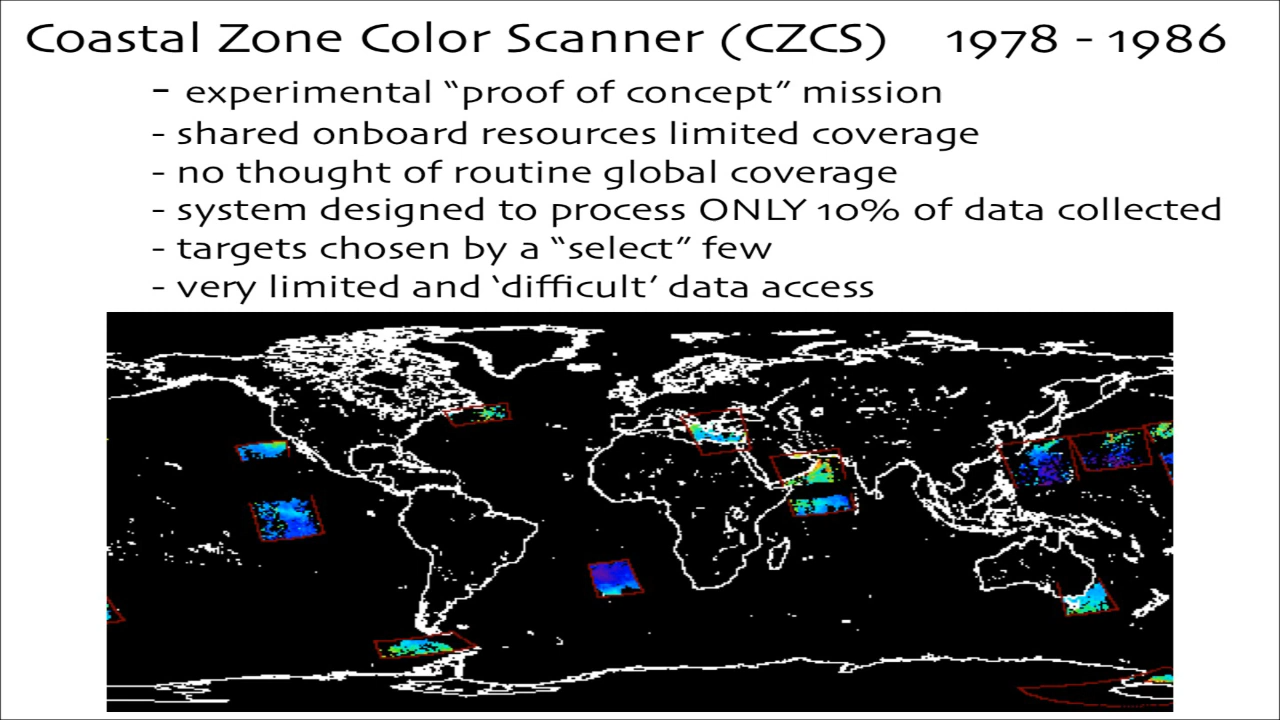 Coastal Zone Color Scanner (CZCS) 1978 - 1986
- experimental “proof of concept” mission
- shared onboard resources limited coverage
- no thought of routine global coverage
- system designed to process ONLY 10% of data collected
- targets chosen by a “select” few
- very limited and ‘difficult’ data access